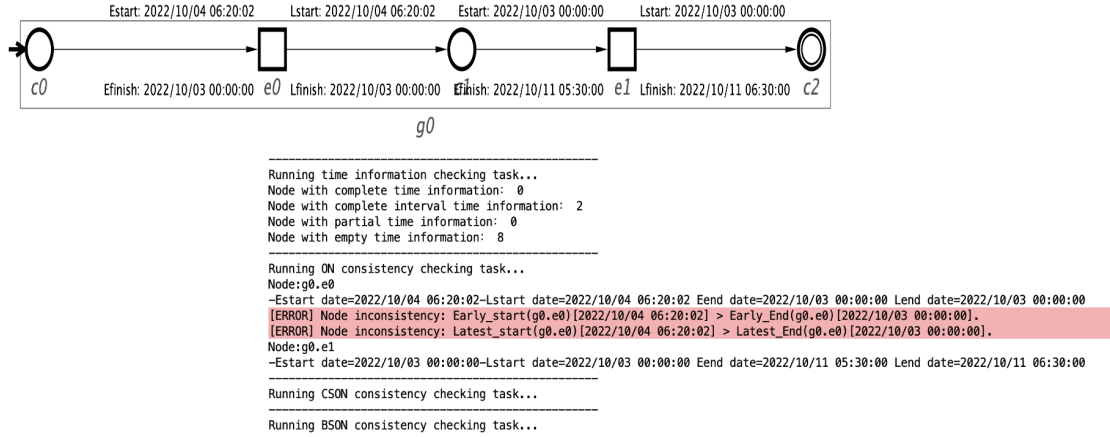 Estart: 2022/10/04 06:20:02 Lstart: 2022/10/04 06:20:02 Estart: 2022/10/03 00:00:00 Lstart: 2022/10/03 00:00:00
c0 Efinish: 2022/10/03 00:00:00 e0 Lfinish: 2022/10/03 00:00:00 c1 Efinish: 2022/10/11 05:30:00 e1 Lfinish: 2022/10/11 06:30:00 c2
g0
--------------------------------------------------
Running time information checking task...
Node with complete time information: 0
Node with complete interval time information: 2
Node with partial time information: 0
Node with empty time information: 8
--------------------------------------------------
Running ON consistency checking task...
Node:g0.e0
-Estart date=2022/10/04 06:20:02-Lstart date=2022/10/04 06:20:02 Eend date=2022/10/03 00:00:00 Lend date=2022/10/03 00:00:00
[ERROR] Node inconsistency: Early_start(g0.e0)[2022/10/04 06:20:02] > Early_End(g0.e0)[2022/10/03 00:00:00].
[ERROR] Node inconsistency: Latest_start(g0.e0)[2022/10/04 06:20:02] > Latest_End(g0.e0)[2022/10/03 00:00:00].
Node:g0.e1
-Estart date=2022/10/03 00:00:00-Lstart date=2022/10/03 00:00:00 Eend date=2022/10/11 05:30:00 Lend date=2022/10/11 06:30:00
--------------------------------------------------
Running CSON consistency checking task...
--------------------------------------------------
Running BSON consistency checking task...